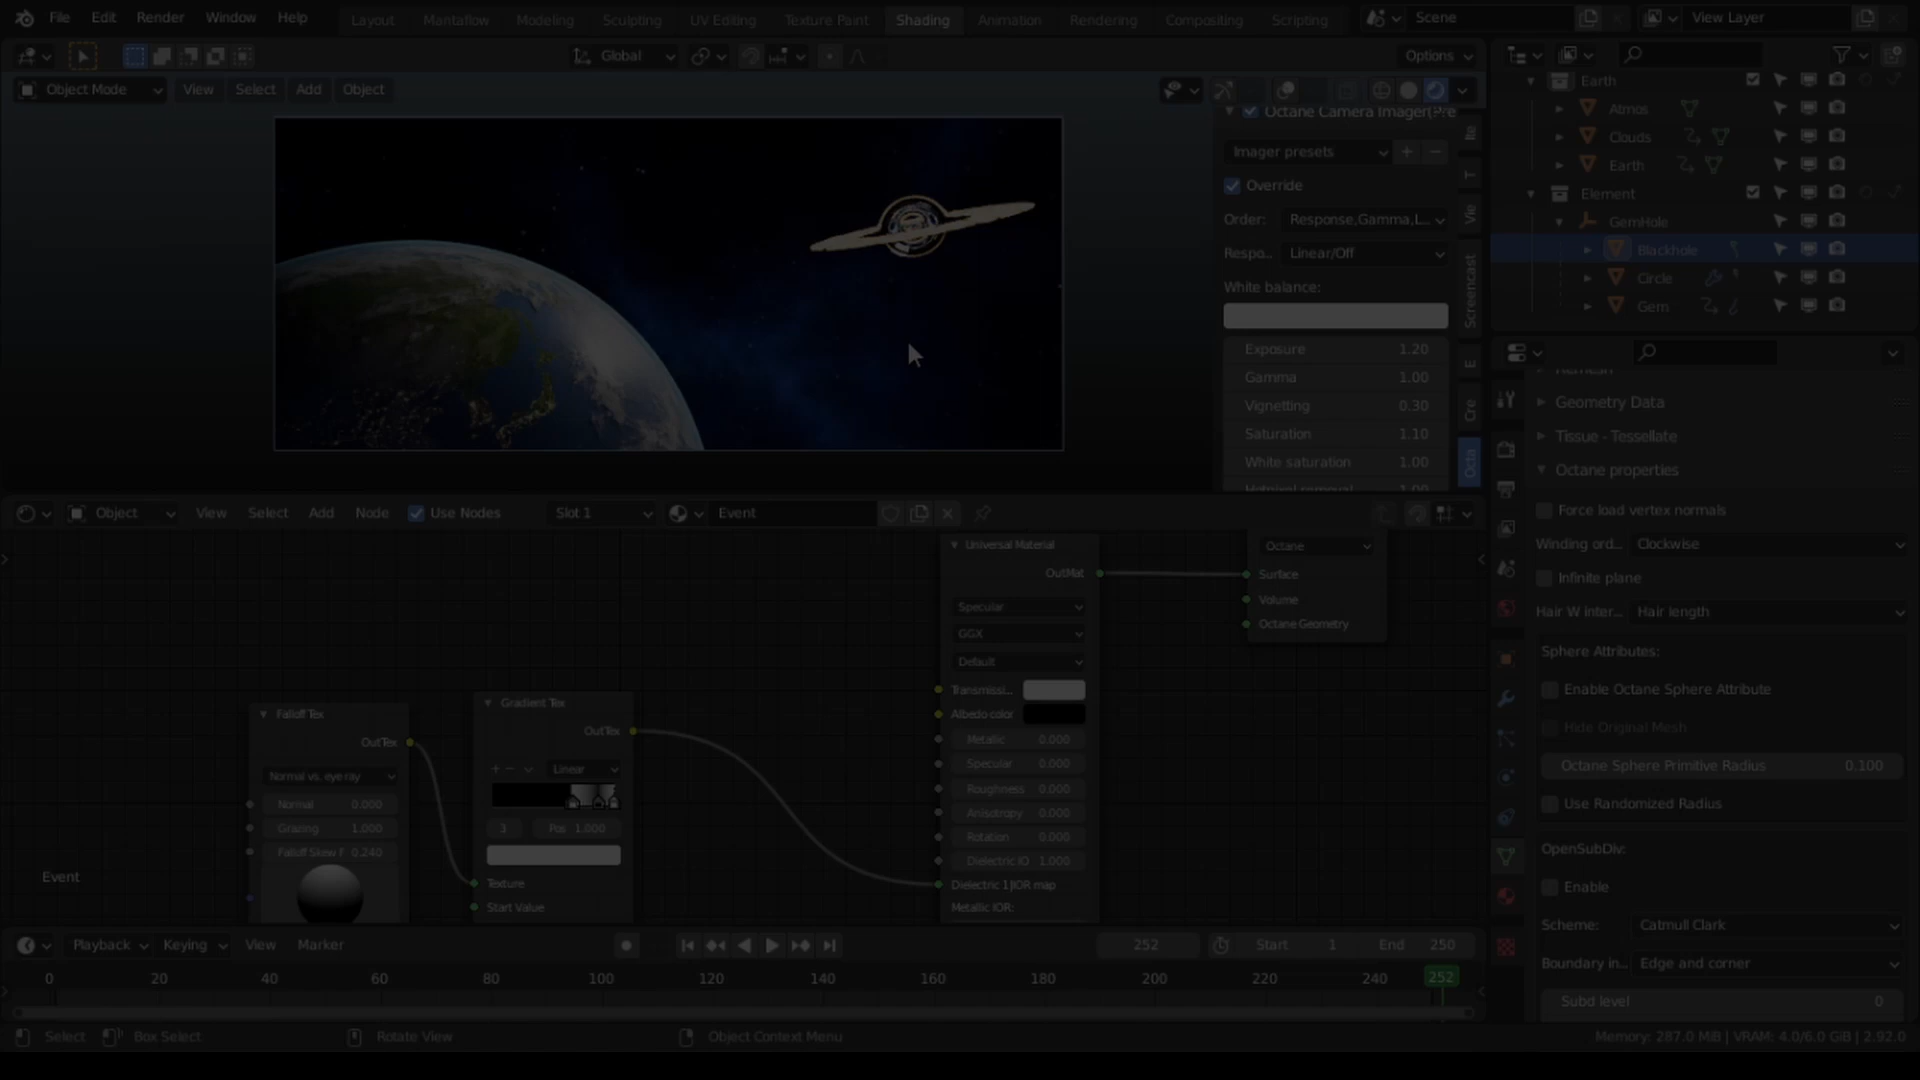 File Edit Render Window Help Layout Mantaflow Modeling Sculpting UV Editing Texture Paint Shading Animation Rendering Compositing Scripting Scene View Layer
Global Options
Object Mode View Select Add Object
Octane Camera Imager(Pre
Imager presets
Override
Order: Response,Gamma,L...
Respo... Linear/Off
White balance:
Exposure 1.20
Gamma 1.00
Vignetting 0.30
Saturation 1.10
White saturation 1.00
Ite
T
Vie
Screencast
E
Cre
Octa
Earth
Atmos
Clouds
Earth
Element
GemHole
Blackhole
Circle
Gem
Geometry Data
Tissue - Tessellate
Octane properties
Force load vertex normals
Winding ord... Clockwise
Infinite plane
Hair W inter... Hair length
Sphere Attributes:
Enable Octane Sphere Attribute
Hide Original Mesh
Octane Sphere Primitive Radius 0.100
Use Randomized Radius
OpenSubDiv:
Enable
Scheme: Catmull Clark
Boundary in... Edge and corner
Subd level 0
Object View Select Add Node Use Nodes Slot 1 Event
Falloff Tex
OutTex
Normal vs. eye ray
Normal 0.000
Grazing 1.000
Falloff Skew F 0.240
Gradient Tex
OutTex
Linear
3 Pos 1.000
Texture
Start Value
Universal Material
OutMat
Specular
GGX
Default
Transmissi...
Albedo color
Metallic 0.000
Specular 0.000
Roughness 0.000
Anisotropy 0.000
Rotation 0.000
Dielectric IO 1.000
Dielectric 1|IOR map
Metallic IOR:
Octane
Surface
Volume
Octane Geometry
Event
Playback Keying View Marker 252 Start 1 End 250
0 20 40 60 80 100 120 140 160 180 200 220 240 252
Select Box Select Rotate View Object Context Menu Memory: 287.0 MiB | VRAM: 4.0/6.0 GiB | 2.92.0